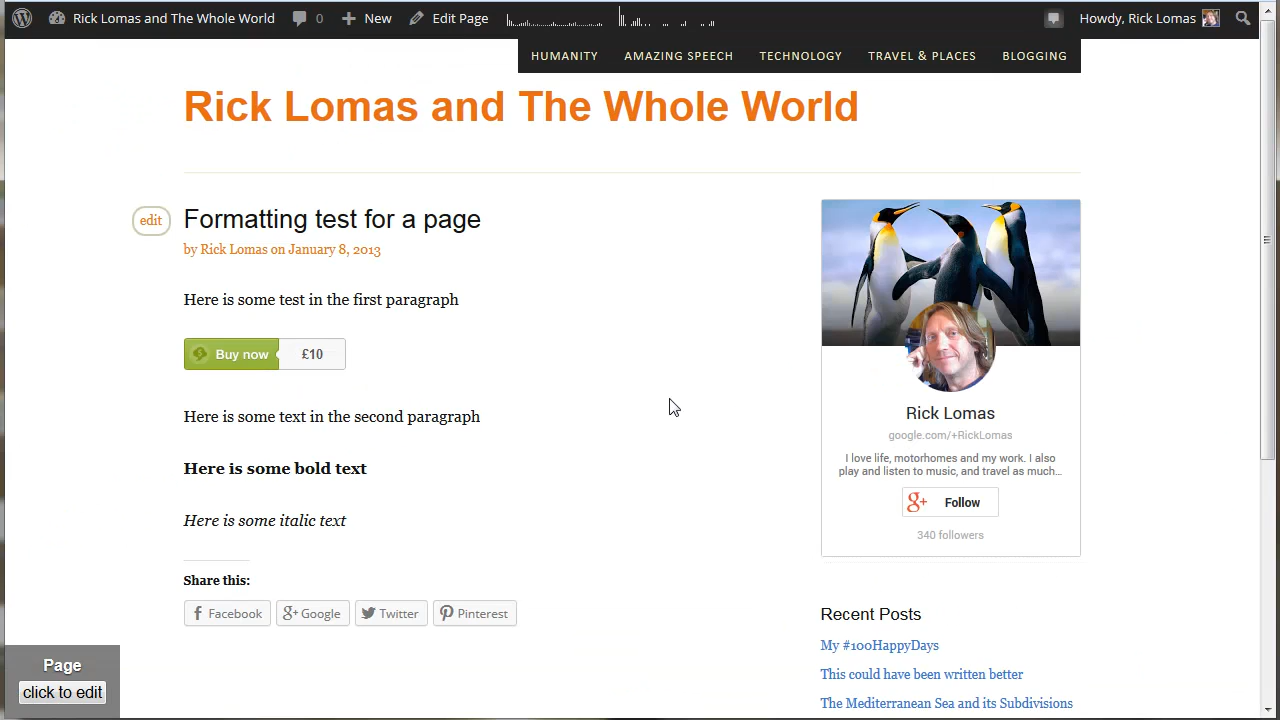 Rick Lomas and The Whole World
0
New
Edit Page
Howdy, Rick Lomas
HUMANITY
AMAZING SPEECH
TECHNOLOGY
TRAVEL & PLACES
BLOGGING
Rick Lomas and The Whole World
edit
Formatting test for a page
by Rick Lomas on January 8, 2013
Here is some test in the first paragraph
Buy now
£10
Here is some text in the second paragraph
Here is some bold text
Here is some italic text
Share this:
Facebook
Google
Twitter
Pinterest
Rick Lomas
google.com/+RickLomas
I love life, motorhomes and my work. I also
play and listen to music, and travel as much...
g+
Follow
340 followers
Recent Posts
My #100HappyDays
This could have been written better
The Mediterranean Sea and its Subdivisions
Page
click to edit